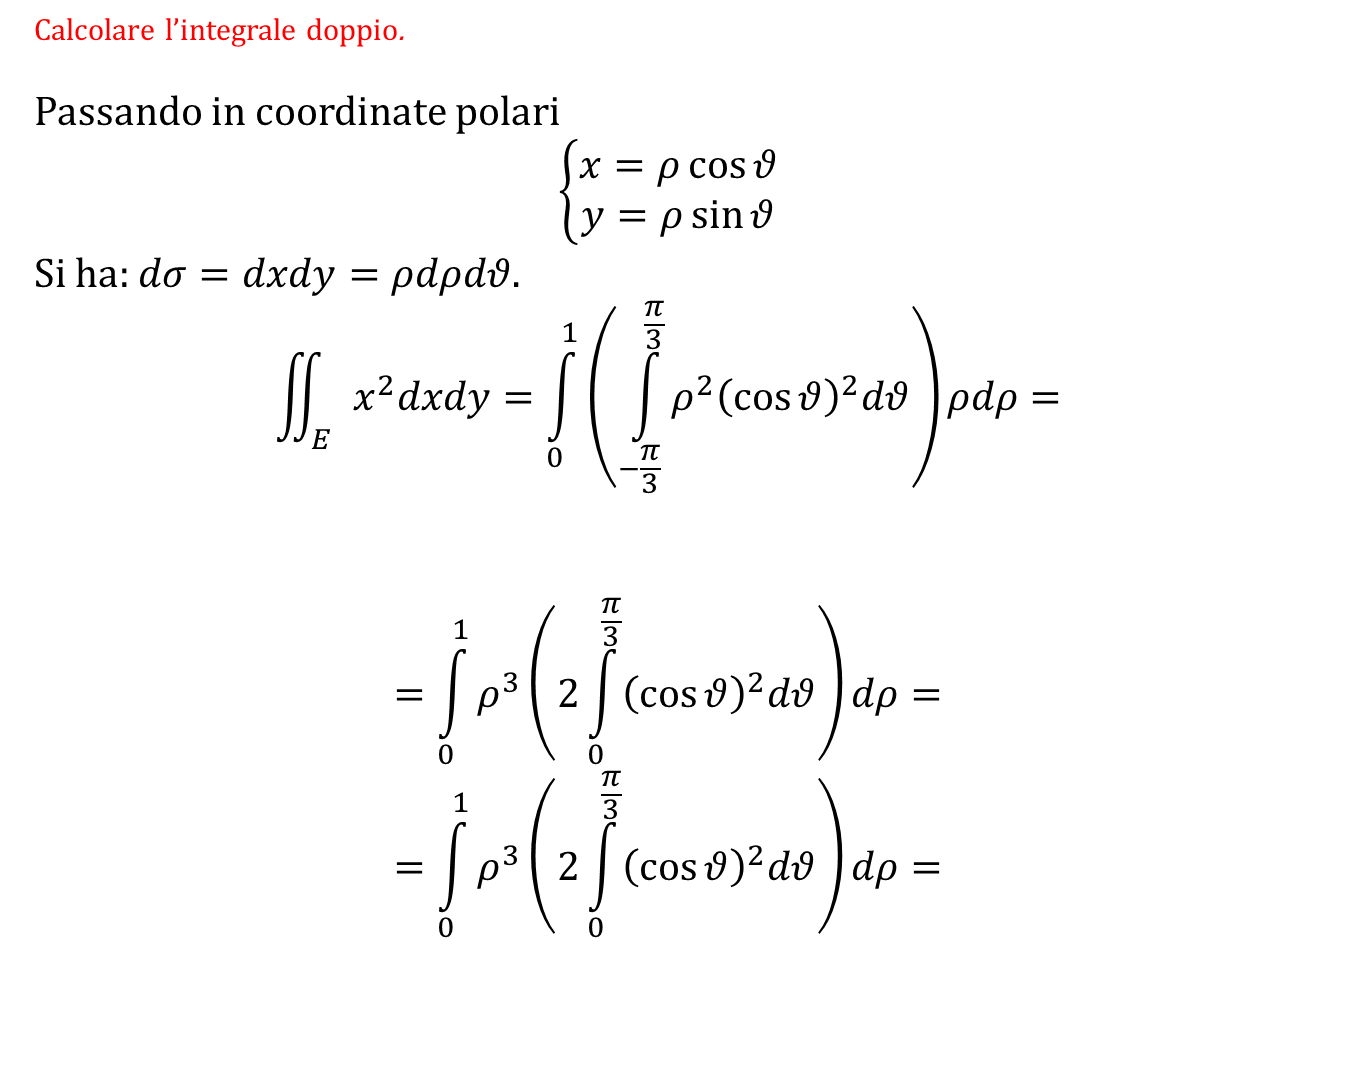 Calcolare l'integrale doppio.
Passando in coordinate polari
{x = ρ cos ϑ
y = ρ sin ϑ
Si ha: dσ = dxdy = ρdρdϑ.
∬_E x² dxdy = ∫_0^1 ( ∫_{-π/3}^{π/3} ρ²(cos ϑ)² dϑ ) ρdρ =
= ∫_0^1 ρ³ ( 2 ∫_0^{π/3} (cos ϑ)² dϑ ) dρ =
= ∫_0^1 ρ³ ( 2 ∫_0^{π/3} (cos ϑ)² dϑ ) dρ =